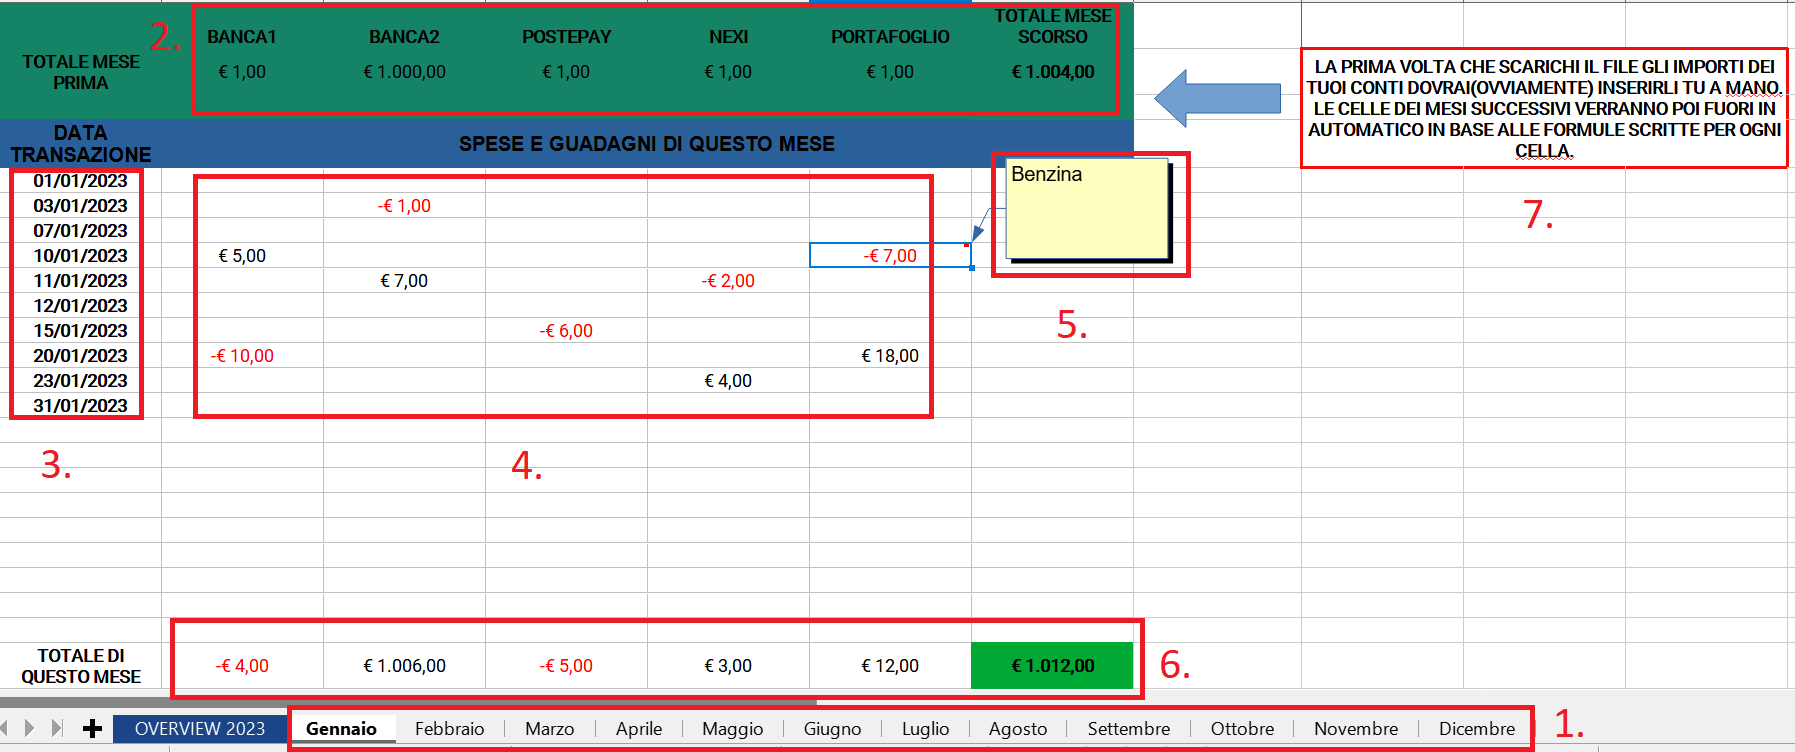 2.
BANCA1 BANCA2 POSTEPAY NEXI PORTAFOGLIO TOTALE MESE
SCORSO
TOTALE MESE
PRIMA
€ 1,00 € 1.000,00 € 1,00 € 1,00 € 1,00 € 1.004,00
LA PRIMA VOLTA CHE SCARICHI IL FILE GLI IMPORTI DEI
TUOI CONTI DOVRAI(OVVIAMENTE) INSERIRLI TU A MANO.
LE CELLE DEI MESI SUCCESSIVI VERRANNO POI FUORI IN
AUTOMATICO IN BASE ALLE FORMULE SCRITTE PER OGNI
CELLA.
DATA
TRANSAZIONE
SPESE E GUADAGNI DI QUESTO MESE
01/01/2023
03/01/2023 -€ 1,00
07/01/2023
10/01/2023 € 5,00 -€ 7,00
11/01/2023 € 7,00 -€ 2,00
12/01/2023
15/01/2023 -€ 6,00
20/01/2023 -€ 10,00 € 18,00
23/01/2023 € 4,00
31/01/2023
Benzina
7.
5.
3.
4.
TOTALE DI
QUESTO MESE
-€ 4,00 € 1.006,00 -€ 5,00 € 3,00 € 12,00 € 1.012,00
6.
OVERVIEW 2023 Gennaio Febbraio Marzo Aprile Maggio Giugno Luglio Agosto Settembre Ottobre Novembre Dicembre
1.